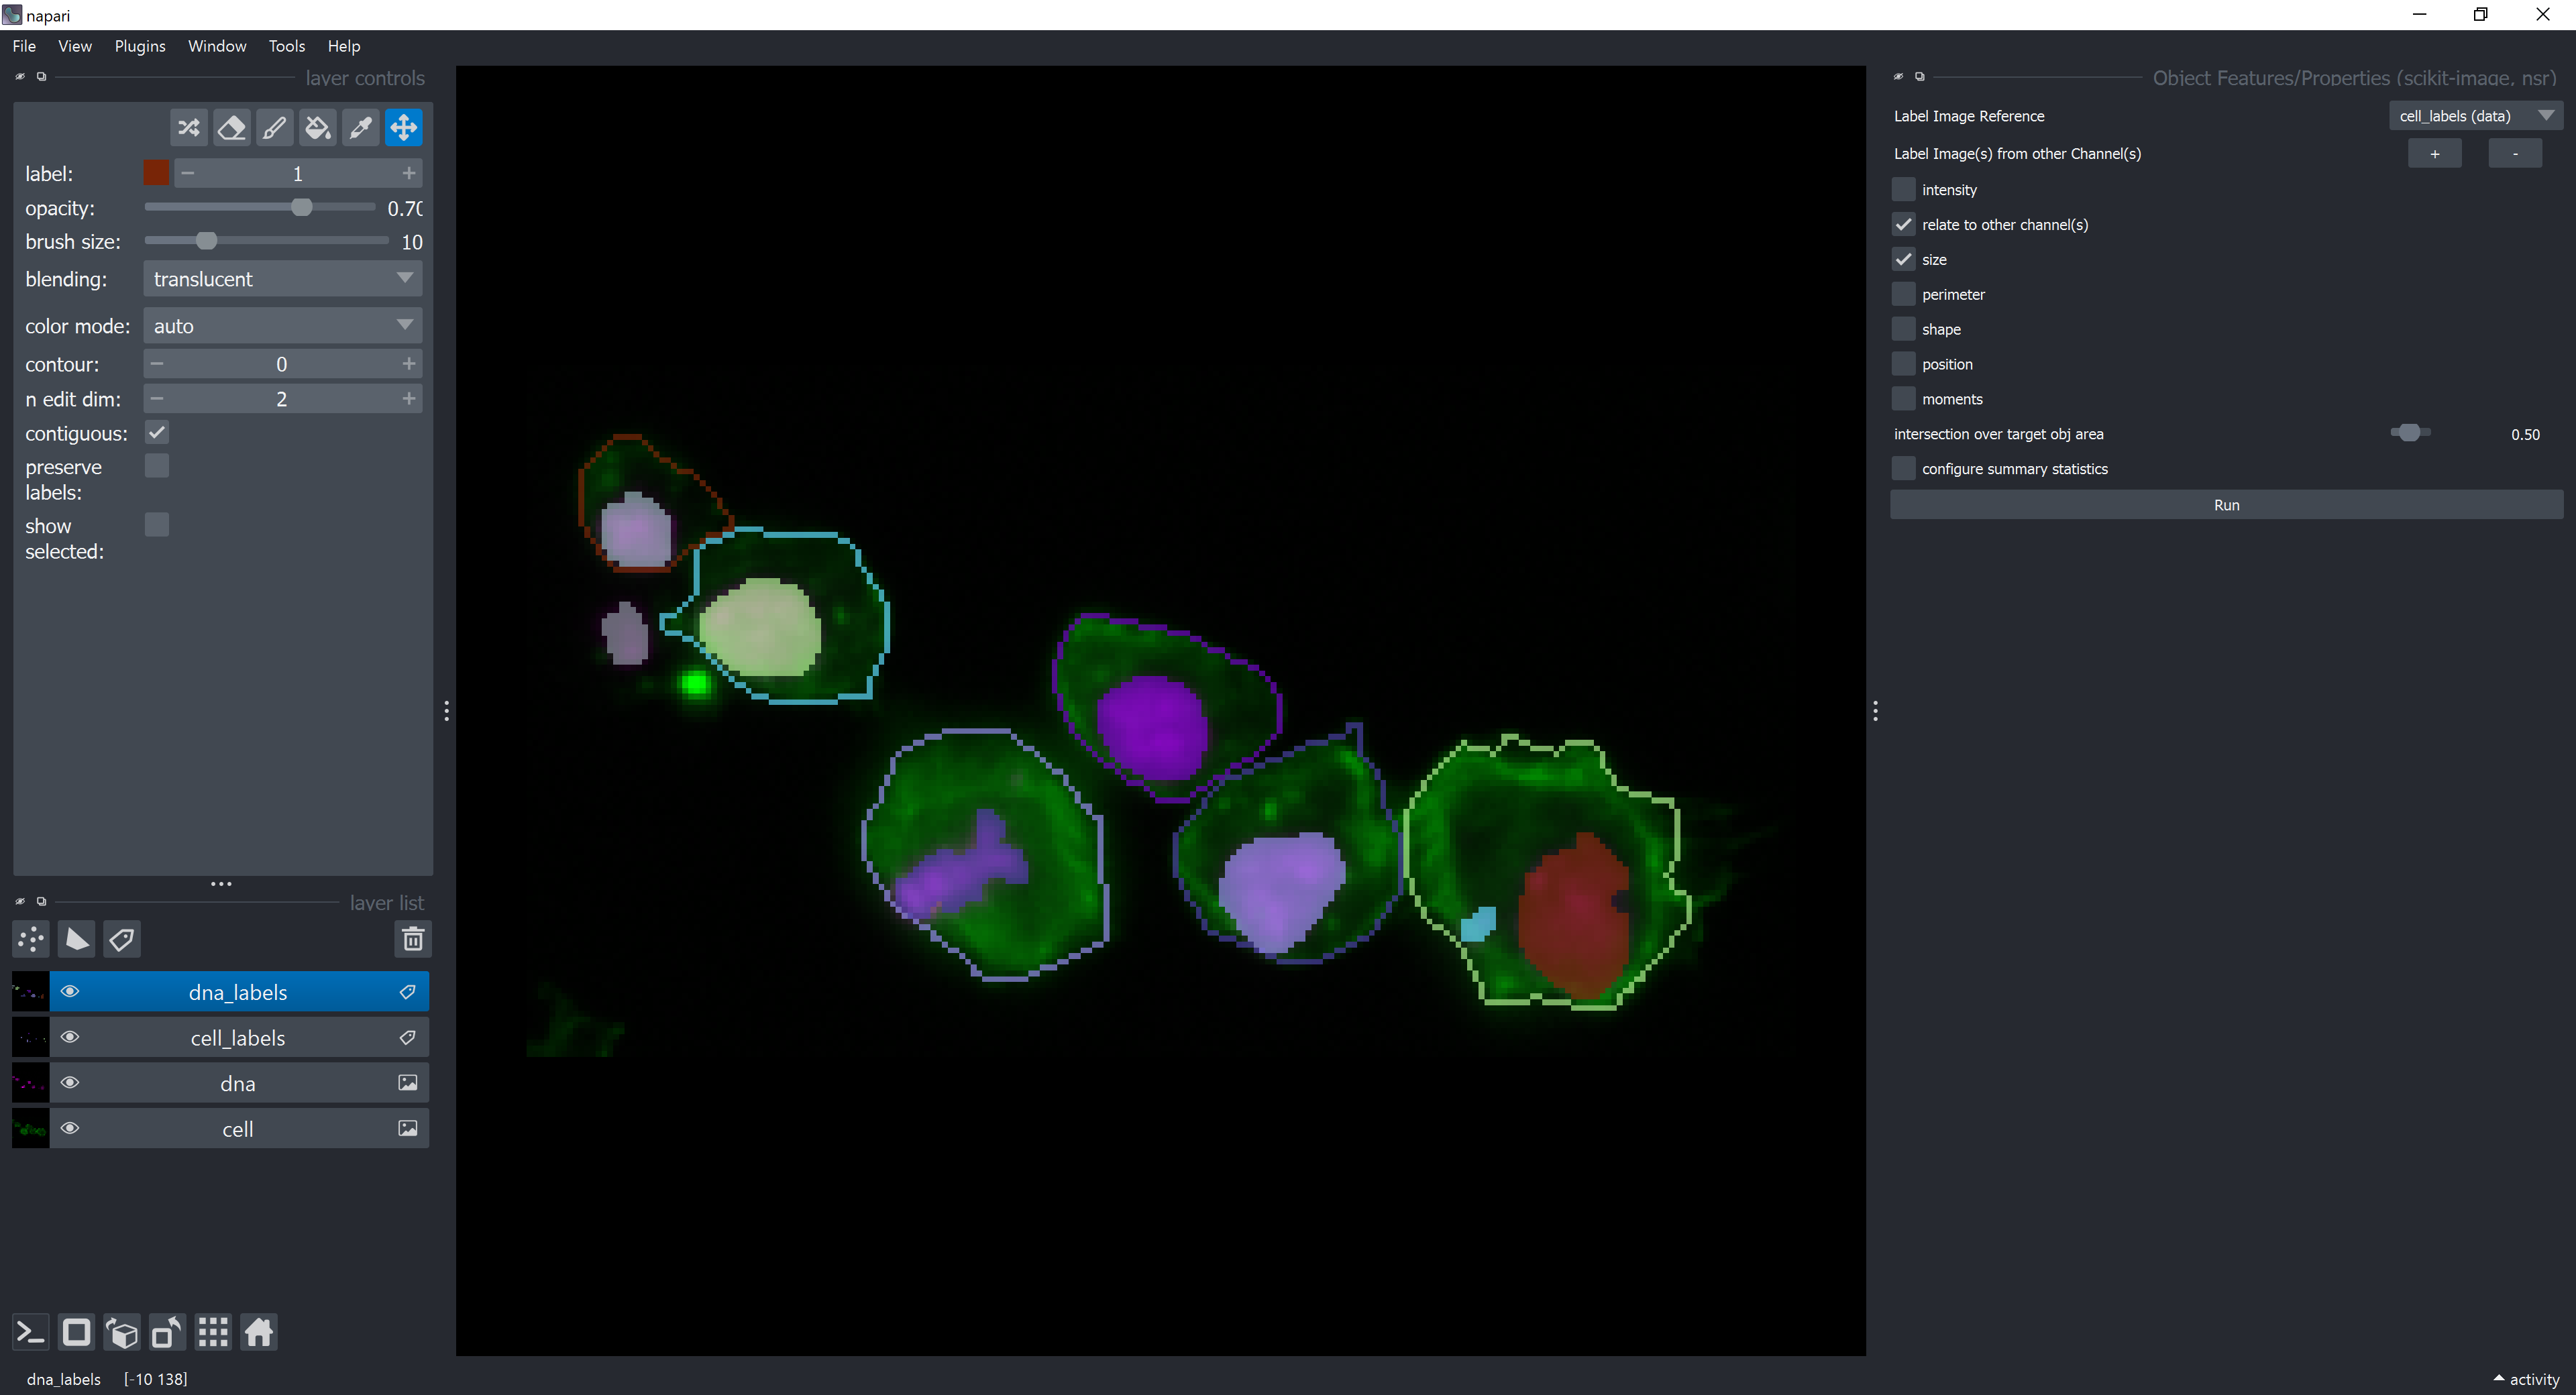 napari
File View Plugins Window Tools Help
layer controls
label: 1
opacity: 0.70
brush size: 10
blending: translucent
color mode: auto
contour: 0
n edit dim: 2
contiguous:
preserve
labels:
show
selected:
layer list
dna_labels
cell_labels
dna
cell
dna_labels [-10 138]
Object Features/Properties (scikit-image, nsr)
Label Image Reference cell_labels (data)
Label Image(s) from other Channel(s) + -
intensity
relate to other channel(s)
size
perimeter
shape
position
moments
intersection over target obj area 0.50
configure summary statistics
Run
activity